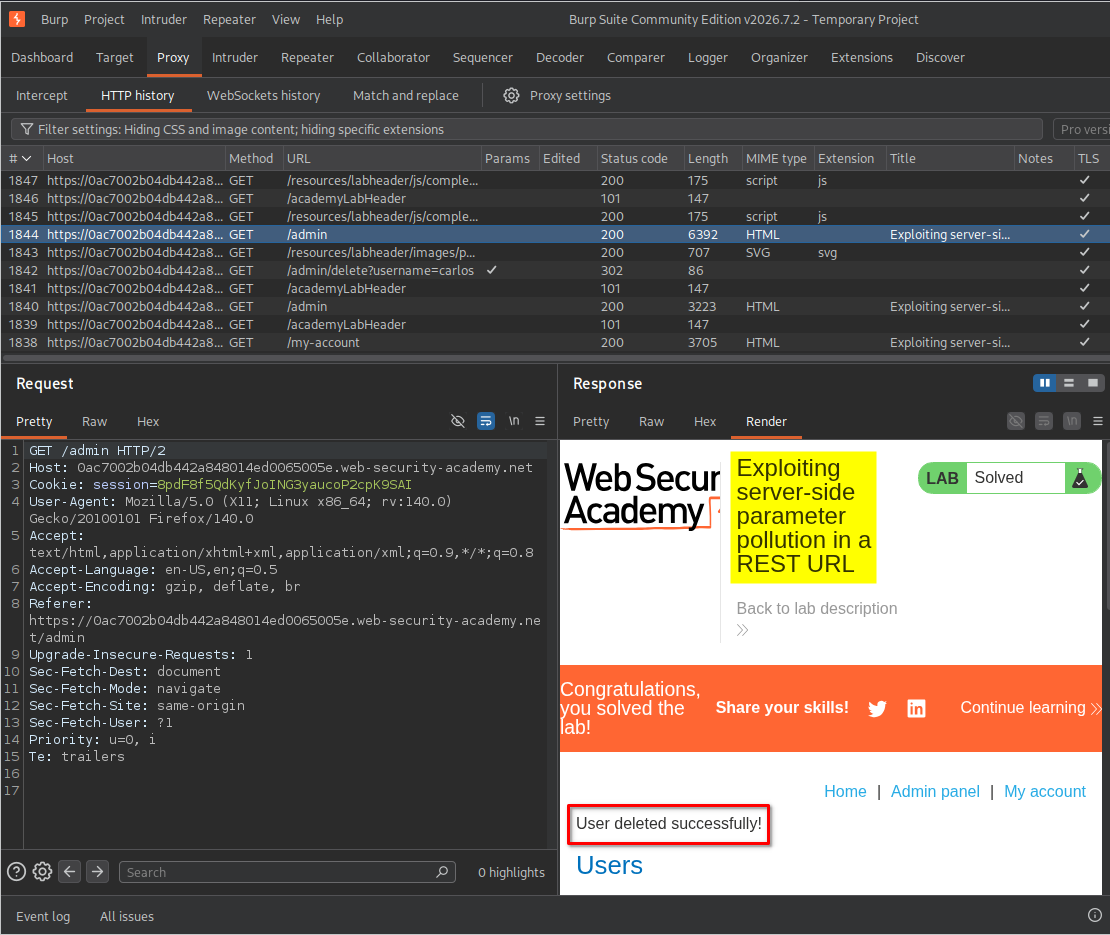 Burp Project Intruder Repeater View Help Burp Suite Community Edition v2026.7.2 - Temporary Project
Dashboard Target Proxy Intruder Repeater Collaborator Sequencer Decoder Comparer Logger Organizer Extensions Discover
Intercept HTTP history WebSockets history Match and replace Proxy settings
Filter settings: Hiding CSS and image content; hiding specific extensions Pro versi
# Host Method URL Params Edited Status code Length MIME type Extension Title Notes TLS
1847 https://0ac7002b04db442a8... GET /resources/labheader/js/comple... 200 175 script js ✓
1846 https://0ac7002b04db442a8... GET /academyLabHeader 101 147 ✓
1845 https://0ac7002b04db442a8... GET /resources/labheader/js/comple... 200 175 script js ✓
1844 https://0ac7002b04db442a8... GET /admin 200 6392 HTML Exploiting server-si... ✓
1843 https://0ac7002b04db442a8... GET /resources/labheader/images/p... 200 707 SVG svg ✓
1842 https://0ac7002b04db442a8... GET /admin/delete?username=carlos ✓ 302 86 ✓
1841 https://0ac7002b04db442a8... GET /academyLabHeader 101 147 ✓
1840 https://0ac7002b04db442a8... GET /admin 200 3223 HTML Exploiting server-si... ✓
1839 https://0ac7002b04db442a8... GET /academyLabHeader 101 147 ✓
1838 https://0ac7002b04db442a8... GET /my-account 200 3705 HTML Exploiting server-si... ✓
Request
Pretty Raw Hex \n
1 GET /admin HTTP/2
2 Host: 0ac7002b04db442a848014ed0065005e.web-security-academy.net
3 Cookie: session=8pdF8f5QdKyfJoING3yaucoP2cpK9SAI
4 User-Agent: Mozilla/5.0 (X11; Linux x86_64; rv:140.0)
Gecko/20100101 Firefox/140.0
5 Accept:
text/html,application/xhtml+xml,application/xml;q=0.9,*/*;q=0.8
6 Accept-Language: en-US,en;q=0.5
7 Accept-Encoding: gzip, deflate, br
8 Referer:
https://0ac7002b04db442a848014ed0065005e.web-security-academy.ne
t/admin
9 Upgrade-Insecure-Requests: 1
10 Sec-Fetch-Dest: document
11 Sec-Fetch-Mode: navigate
12 Sec-Fetch-Site: same-origin
13 Sec-Fetch-User: ?1
14 Priority: u=0, i
15 Te: trailers
16
17
Search 0 highlights
Response
Pretty Raw Hex Render \n
Web Secur
Academy
Exploiting
server-side
parameter
pollution in a
REST URL
LAB Solved
Back to lab description
Congratulations,
you solved the
lab!
Share your skills! Continue learning
Home | Admin panel | My account
User deleted successfully!
Users
Event log All issues